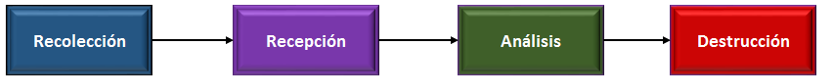 Recolección
Recepción
Análisis
Destrucción